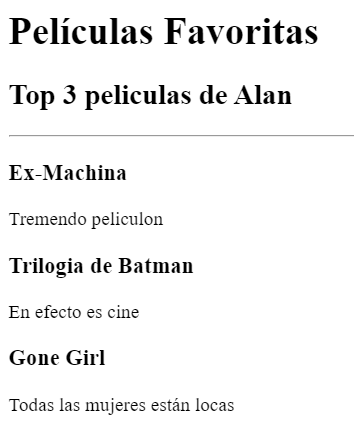 Películas Favoritas
Top 3 peliculas de Alan
Ex-Machina
Tremendo peliculon
Trilogia de Batman
En efecto es cine
Gone Girl
Todas las mujeres están locas